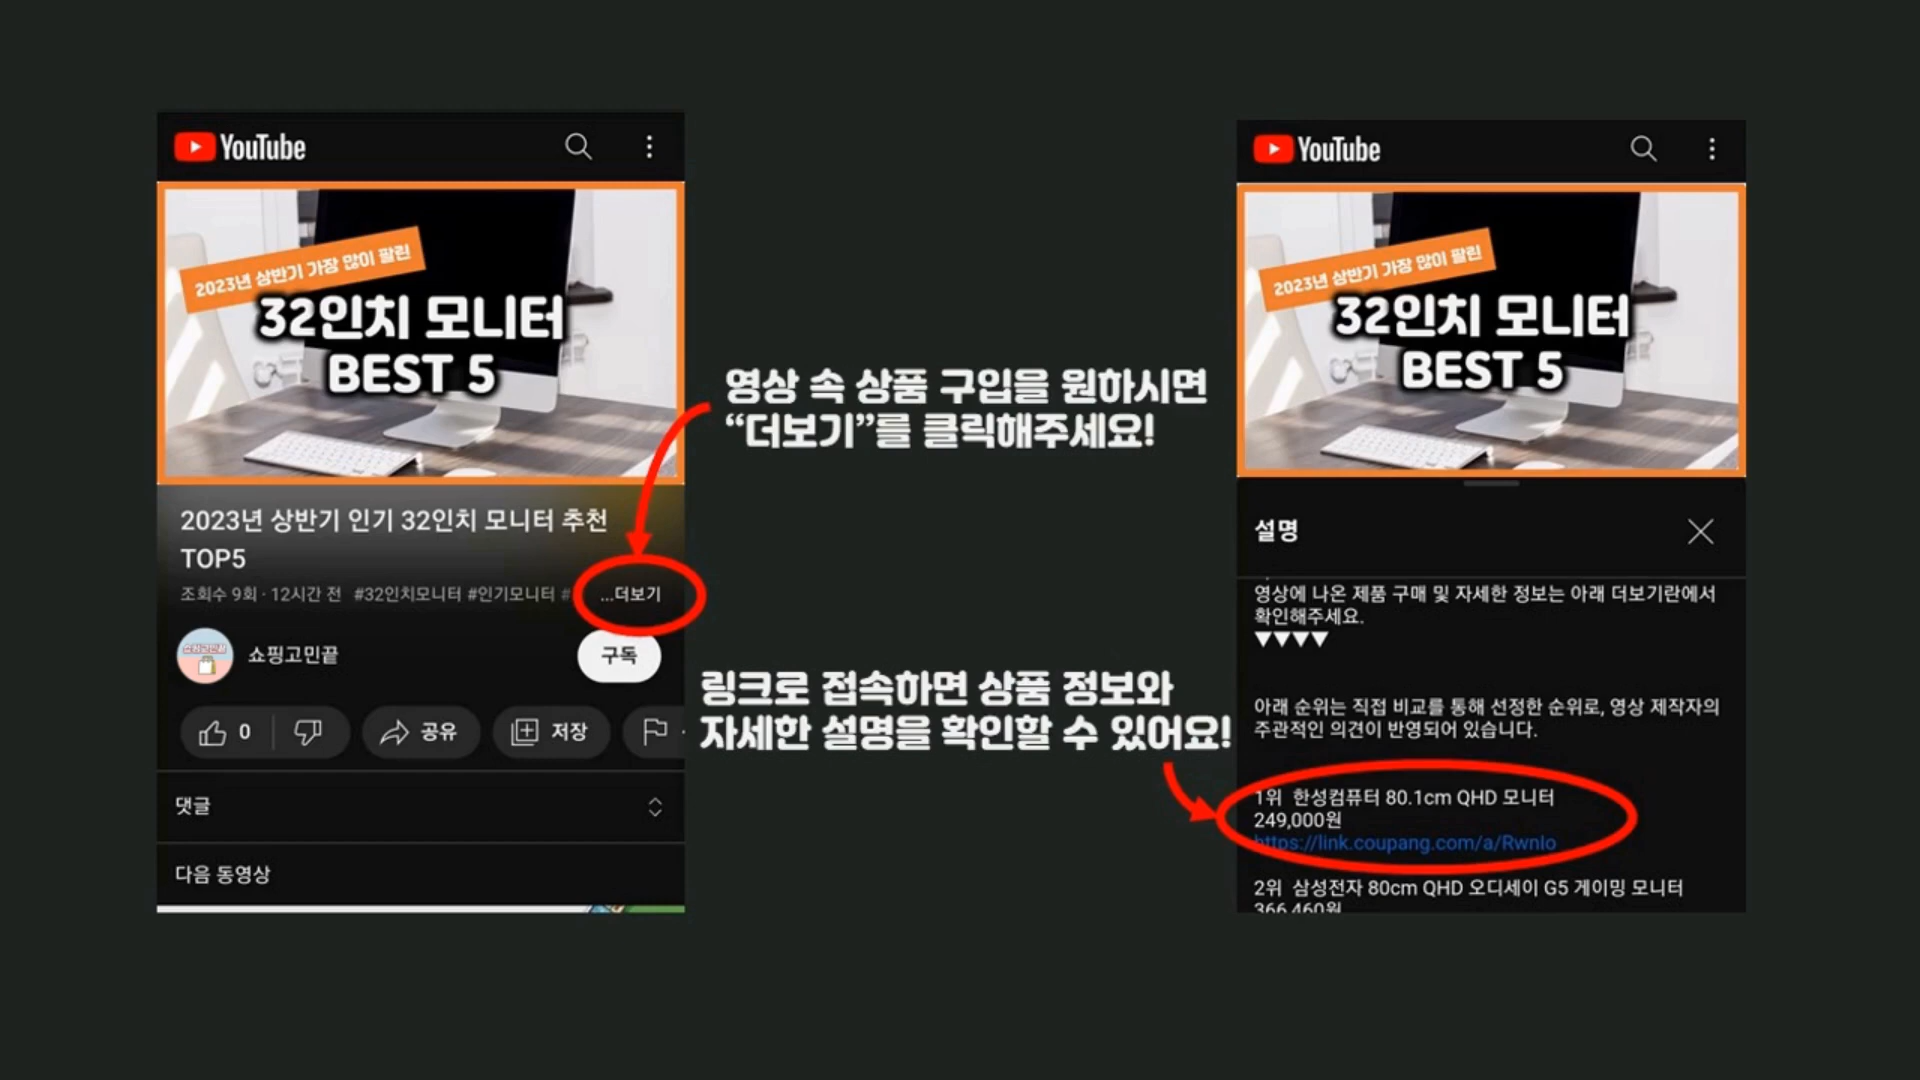 YouTube
2023년 상반기 가장 많이 팔린
32인치 모니터
BEST 5
2023년 상반기 인기 32인치 모니터 추천
TOP5
조회수 9회 · 12시간 전 #32인치모니터 #인기모니터 # ...더보기
쇼핑고민끝
쇼핑고민끝
구독
0
공유
저장
댓글
다음 동영상
영상 속 상품 구입을 원하시면
“더보기”를 클릭해주세요!
링크로 접속하면 상품 정보와
자세한 설명을 확인할 수 있어요!
YouTube
2023년 상반기 가장 많이 팔린
32인치 모니터
BEST 5
설명
영상에 나온 제품 구매 및 자세한 정보는 아래 더보기란에서
확인해주세요.
▼▼▼▼
아래 순위는 직접 비교를 통해 선정한 순위로, 영상 제작자의
주관적인 의견이 반영되어 있습니다.
1위 한성컴퓨터 80.1cm QHD 모니터
249,000원
https://link.coupang.com/a/RwnIo
2위 삼성전자 80cm QHD 오디세이 G5 게이밍 모니터
366,460원